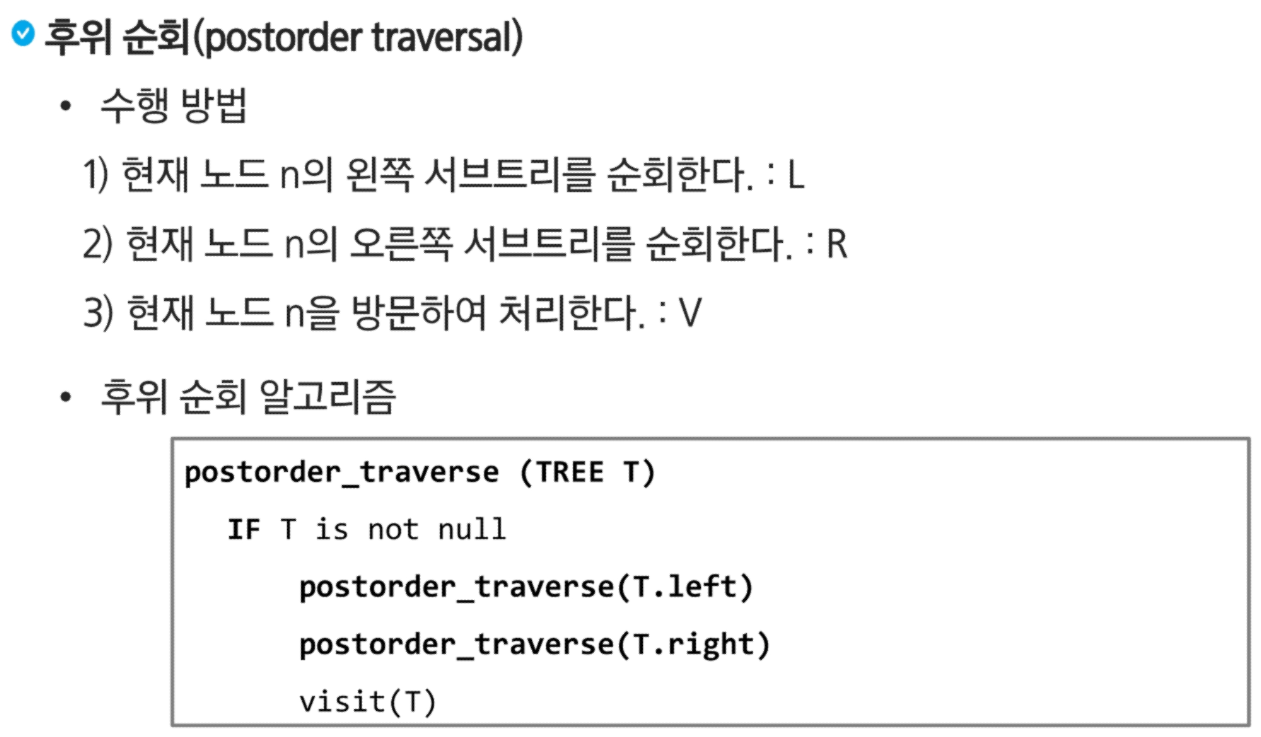 후위 순회(postorder traversal)
• 수행 방법
1) 현재 노드 n의 왼쪽 서브트리를 순회한다. : L
2) 현재 노드 n의 오른쪽 서브트리를 순회한다. : R
3) 현재 노드 n을 방문하여 처리한다. : V
• 후위 순회 알고리즘
postorder_traverse (TREE T)
IF T is not null
postorder_traverse(T.left)
postorder_traverse(T.right)
visit(T)